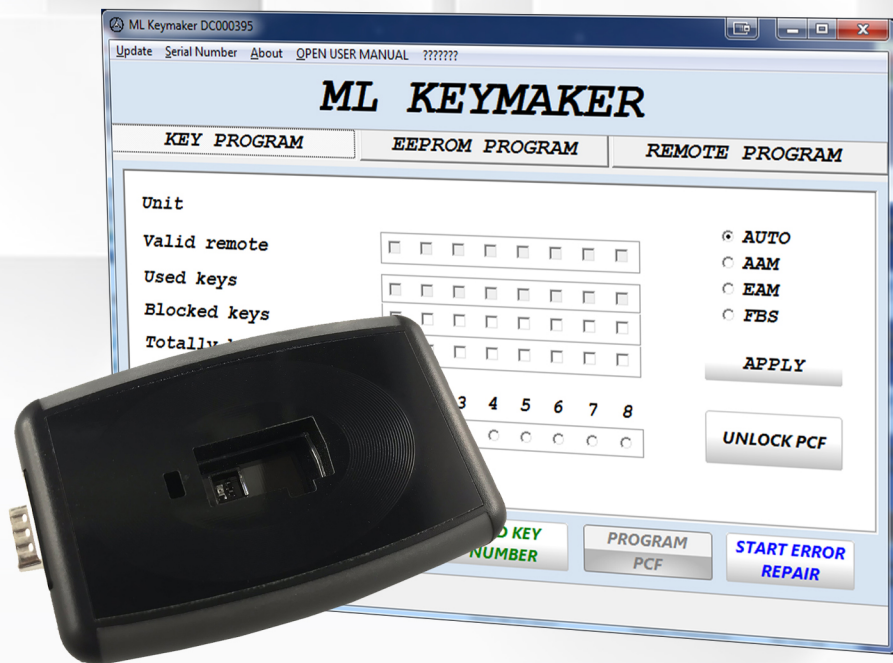 ML Keymaker DC000395
Update Serial Number About OPEN USER MANUAL ???????
ML KEYMAKER
KEY PROGRAM EEPROM PROGRAM REMOTE PROGRAM
Unit
Valid remote
Used keys
Blocked keys
Totally
3 4 5 6 7 8
AUTO
AAM
EAM
FBS
APPLY
UNLOCK PCF
KEY
NUMBER
PROGRAM
PCF
START ERROR
REPAIR